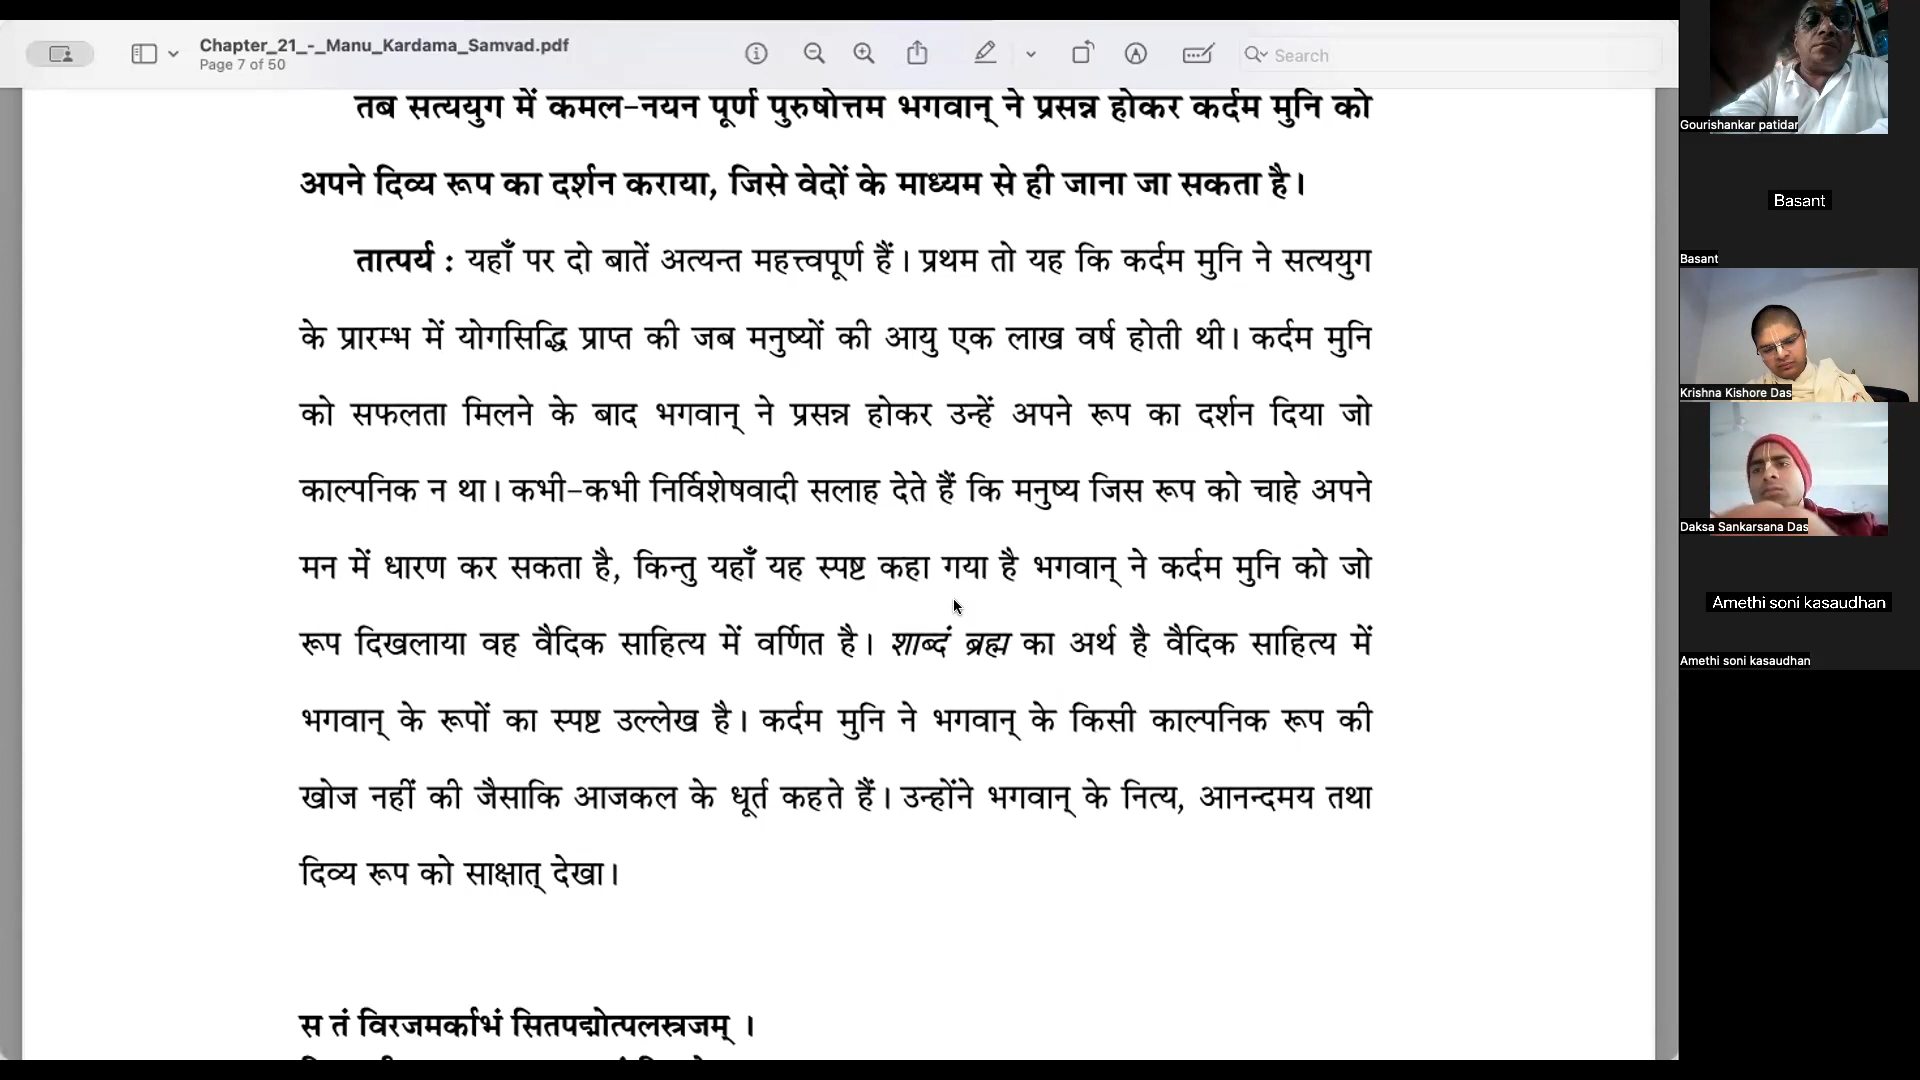 Chapter_21_-_Manu_Kardama_Samvad.pdf
Page 7 of 50
Search
तब सत्ययुग में कमल-नयन पूर्ण पुरुषोत्तम भगवान् ने प्रसन्न होकर कर्दम मुनि को
अपने दिव्य रूप का दर्शन कराया, जिसे वेदों के माध्यम से ही जाना जा सकता है।
तात्पर्य : यहाँ पर दो बातें अत्यन्त महत्त्वपूर्ण हैं। प्रथम तो यह कि कर्दम मुनि ने सत्ययुग
के प्रारम्भ में योगसिद्धि प्राप्त की जब मनुष्यों की आयु एक लाख वर्ष होती थी। कर्दम मुनि
को सफलता मिलने के बाद भगवान् ने प्रसन्न होकर उन्हें अपने रूप का दर्शन दिया जो
काल्पनिक न था। कभी-कभी निर्विशेषवादी सलाह देते हैं कि मनुष्य जिस रूप को चाहे अपने
मन में धारण कर सकता है, किन्तु यहाँ यह स्पष्ट कहा गया है भगवान् ने कर्दम मुनि को जो
रूप दिखलाया वह वैदिक साहित्य में वर्णित है। शाब्दं ब्रह्म का अर्थ है वैदिक साहित्य में
भगवान् के रूपों का स्पष्ट उल्लेख है। कर्दम मुनि ने भगवान् के किसी काल्पनिक रूप की
खोज नहीं की जैसाकि आजकल के धूर्त कहते हैं। उन्होंने भगवान् के नित्य, आनन्दमय तथा
दिव्य रूप को साक्षात् देखा।
स तं विरजमर्काभं सितपद्मोत्पलस्रजम् ।
Gourishankar patidar
Basant
Basant
Krishna Kishore Das
Daksa Sankarsana Das
Amethi soni kasaudhan
Amethi soni kasaudhan